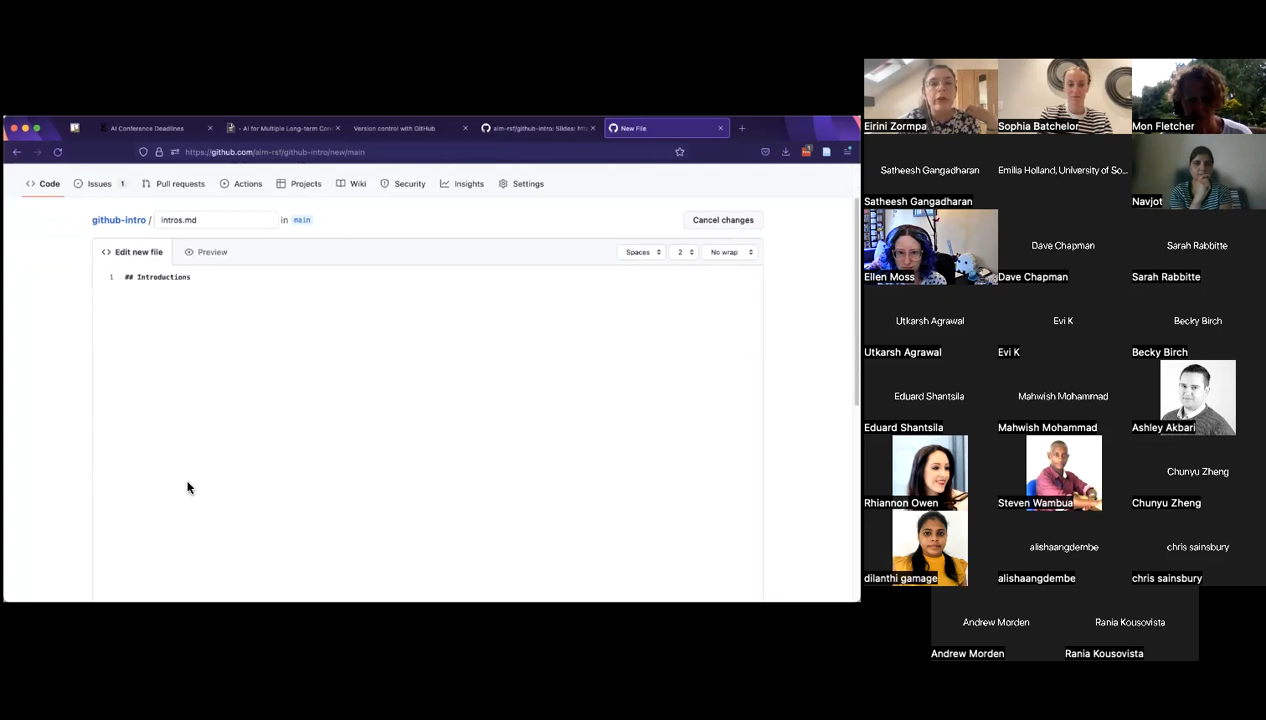 AI Conference Deadlines
- AI for Multiple Long-term Con
Version control with GitHub
aim-rsf/github-intro: Slides: htt
New File
https://github.com/aim-rsf/github-intro/new/main
Code
Issues 1
Pull requests
Actions
Projects
Wiki
Security
Insights
Settings
github-intro / intros.md in main
Cancel changes
Edit new file
Preview
Spaces
2
No wrap
1 ## Introductions
Eirini Zormpa
Sophia Batchelor
Mon Fletcher
Satheesh Gangadharan
Emilia Holland, University of So...
Satheesh Gangadharan
Navjot
Dave Chapman
Sarah Rabbitte
Ellen Moss
Dave Chapman
Sarah Rabbitte
Utkarsh Agrawal
Evi K
Becky Birch
Utkarsh Agrawal
Evi K
Becky Birch
Eduard Shantsila
Mahwish Mohammad
Eduard Shantsila
Mahwish Mohammad
Ashley Akbari
Chunyu Zheng
Rhiannon Owen
Steven Wambua
Chunyu Zheng
alishaangdembe
chris sainsbury
dilanthi gamage
alishaangdembe
chris sainsbury
Andrew Morden
Rania Kousovista
Andrew Morden
Rania Kousovista